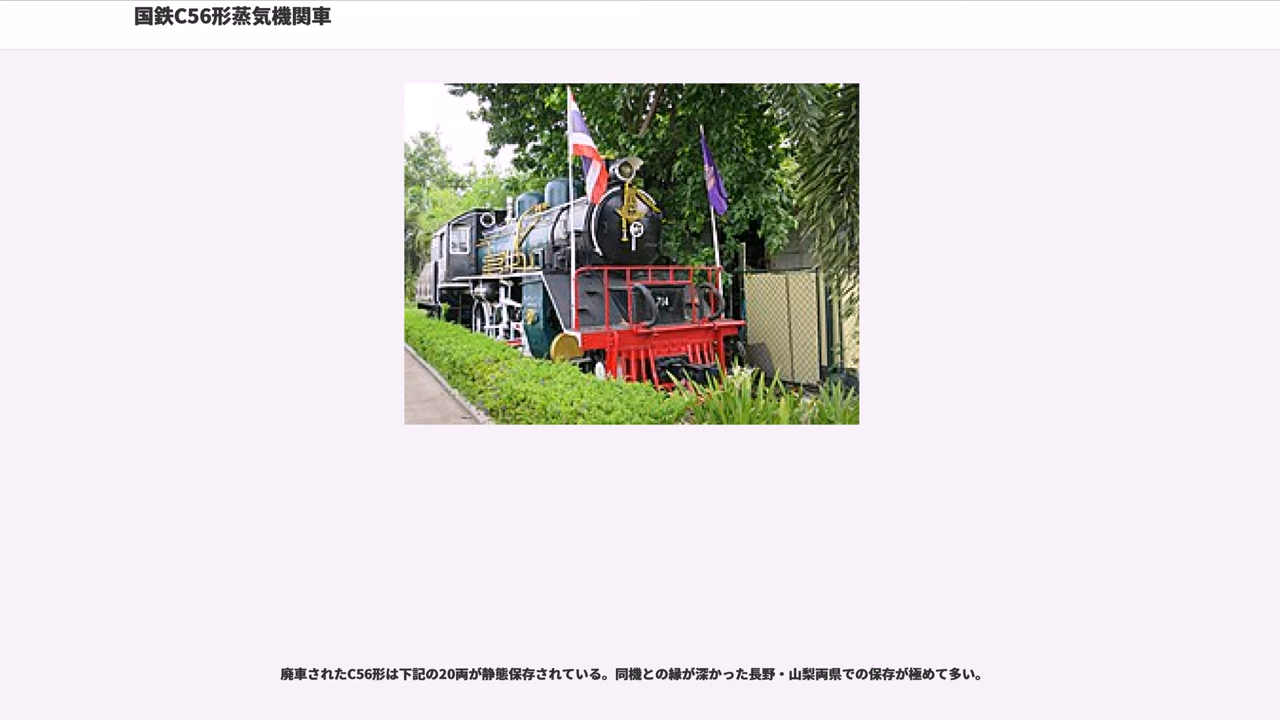 国鉄C56形蒸気機関車
714
廃車されたC56形は下記の20両が静態保存されている。同機との縁が深かった長野・山梨両県での保存が極めて多い。